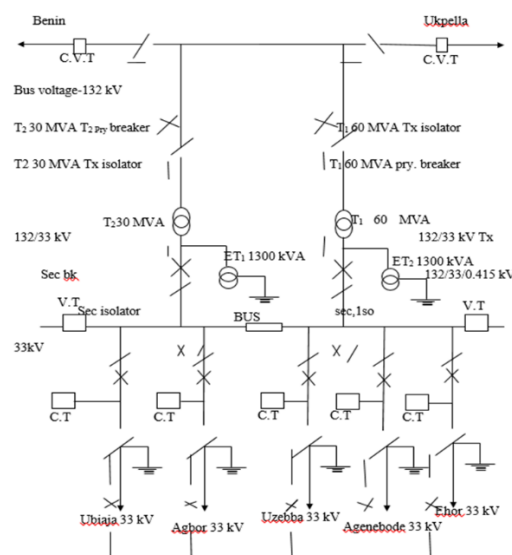 Benin Ukpella
C.V.T C.V.T
Bus voltage-132 kV
T2 30 MVA T2 Pry breaker T1 60 MVA Tx isolator
T2 30 MVA Tx isolator T1 60 MVA pry. breaker
T2 30 MVA T1 60 MVA
132/33 kV 132/33 kV Tx
ET1 1300 kVA ET2 1300 kVA
Sec bk 132/33/0.415 kV
V.T V.T
Sec isolator BUS sec,1so
33kV
C.T C.T C.T C.T C.T
Ubiaja 33 kV Agbor 33 kV Uzebba 33 kV Agenebode 33 kV Ehor 33 kV